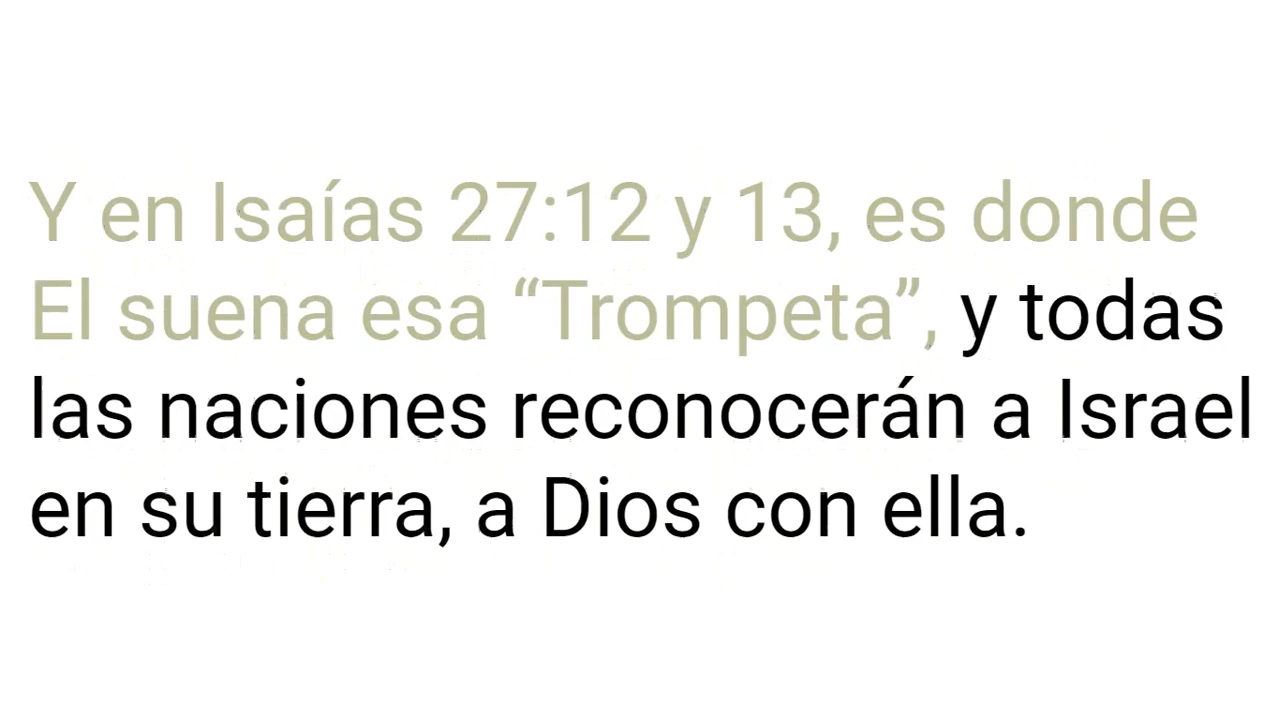 Y en Isaías 27:12 y 13, es donde
El suena esa “Trompeta”, y todas
las naciones reconocerán a Israel
en su tierra, a Dios con ella.